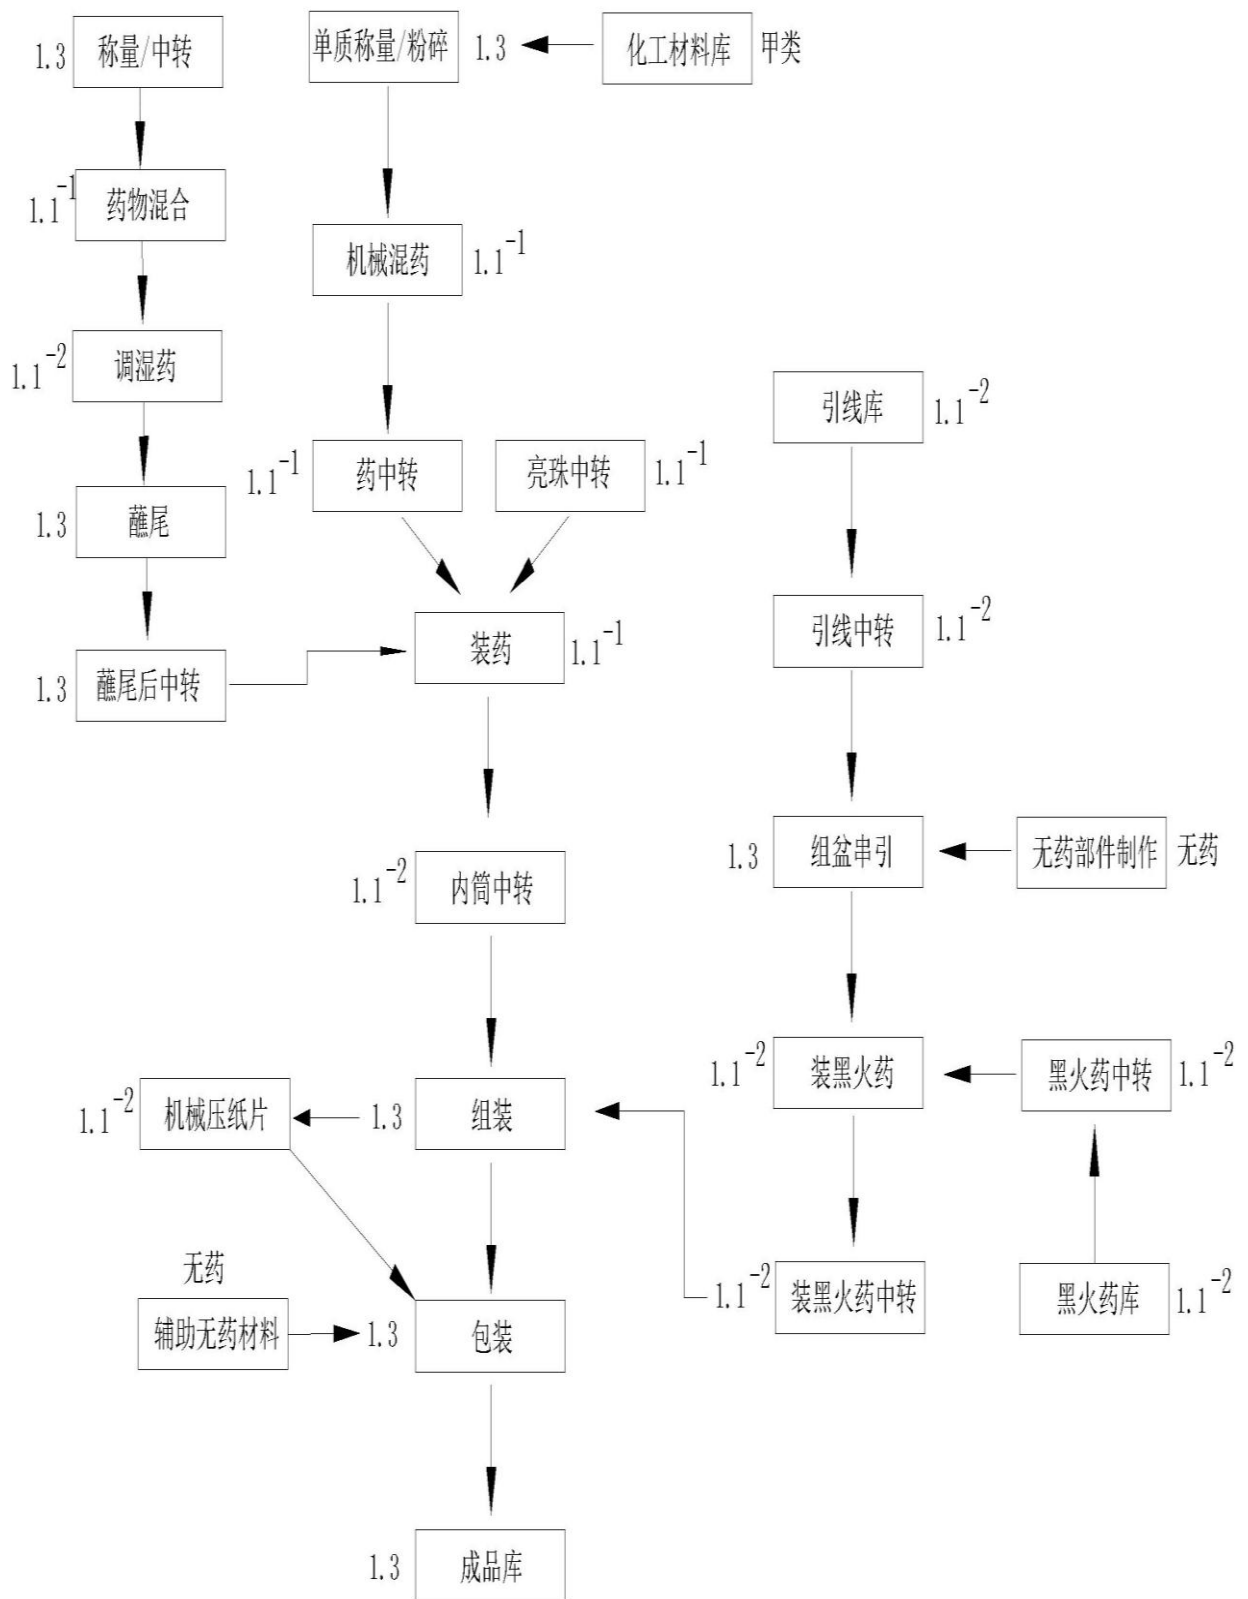 1.3 称量/中转
单质称量/粉碎 1.3
化工材料库 甲类
1.1⁻¹ 药物混合
机械混药 1.1⁻¹
1.1⁻² 调湿药
引线库 1.1⁻²
1.1⁻¹ 药中转
亮珠中转 1.1⁻¹
1.3 蘸尾
引线中转 1.1⁻²
装药 1.1⁻¹
1.3 蘸尾后中转
1.3 组盆串引
无药部件制作 无药
1.1⁻² 内筒中转
1.1⁻² 装黑火药
黑火药中转 1.1⁻²
1.1⁻² 机械压纸片
1.3 组装
无药
辅助无药材料
1.3 包装
1.1⁻² 装黑火药中转
黑火药库 1.1⁻²
1.3 成品库